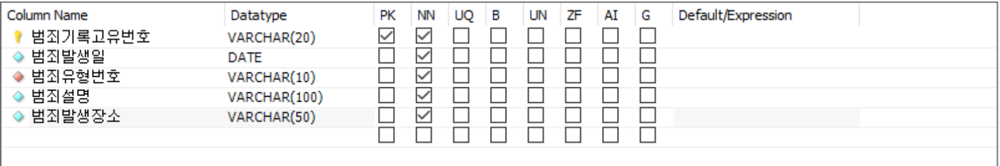 Column Name Datatype PK NN UQ B UN ZF AI G Default/Expression
범죄기록고유번호 VARCHAR(20)
범죄발생일 DATE
범죄유형번호 VARCHAR(10)
범죄설명 VARCHAR(100)
범죄발생장소 VARCHAR(50)